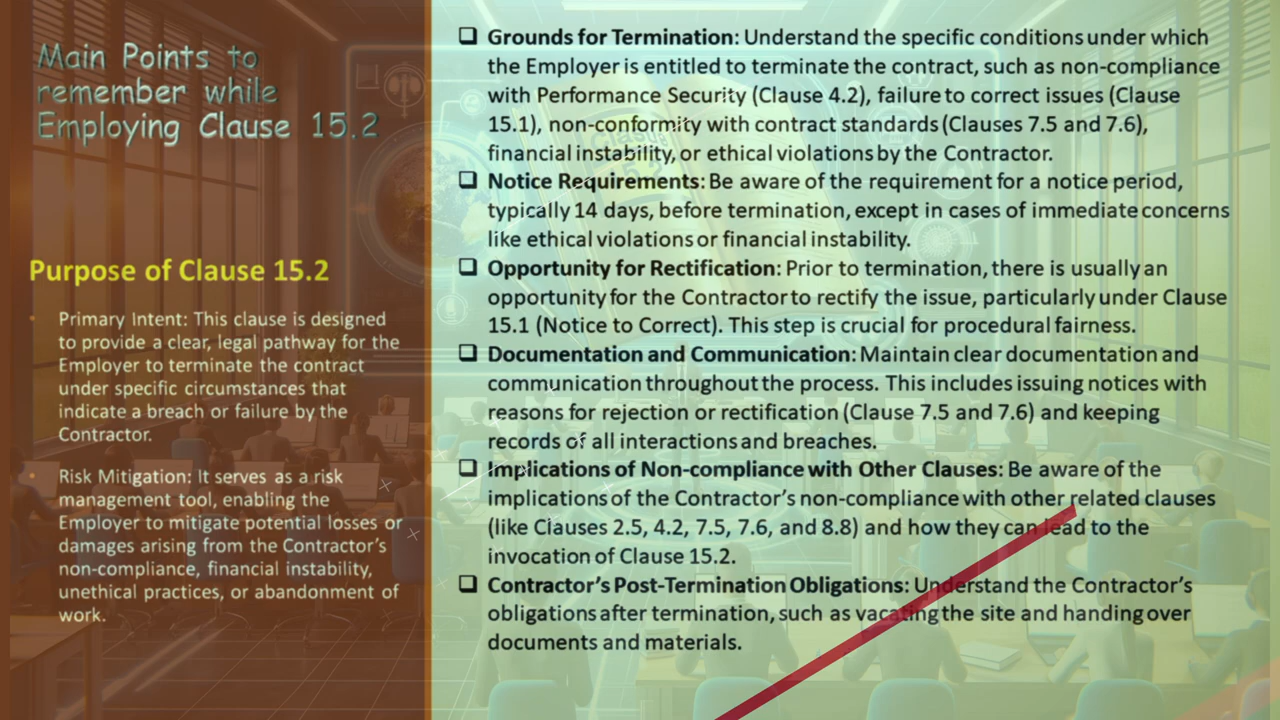 Main Points to
remember while
Employing Clause 15.2
Purpose of Clause 15.2
Primary Intent: This clause is designed
to provide a clear, legal pathway for the
Employer to terminate the contract
under specific circumstances that
indicate a breach or failure by the
Contractor.
Risk Mitigation: It serves as a risk
management tool, enabling the
Employer to mitigate potential losses or
damages arising from the Contractor's
non-compliance, financial instability,
unethical practices, or abandonment of
work.
Grounds for Termination: Understand the specific conditions under which
the Employer is entitled to terminate the contract, such as non-compliance
with Performance Security (Clause 4.2), failure to correct issues (Clause
15.1), non-conformity with contract standards (Clauses 7.5 and 7.6),
financial instability, or ethical violations by the Contractor.
Notice Requirements: Be aware of the requirement for a notice period,
typically 14 days, before termination, except in cases of immediate concerns
like ethical violations or financial instability.
Opportunity for Rectification: Prior to termination, there is usually an
opportunity for the Contractor to rectify the issue, particularly under Clause
15.1 (Notice to Correct). This step is crucial for procedural fairness.
Documentation and Communication: Maintain clear documentation and
communication throughout the process. This includes issuing notices with
reasons for rejection or rectification (Clause 7.5 and 7.6) and keeping
records of all interactions and breaches.
Implications of Non-compliance with Other Clauses: Be aware of the
implications of the Contractor's non-compliance with other related clauses
(like Clauses 2.5, 4.2, 7.5, 7.6, and 8.8) and how they can lead to the
invocation of Clause 15.2.
Contractor's Post-Termination Obligations: Understand the Contractor's
obligations after termination, such as vacating the site and handing over
documents and materials.